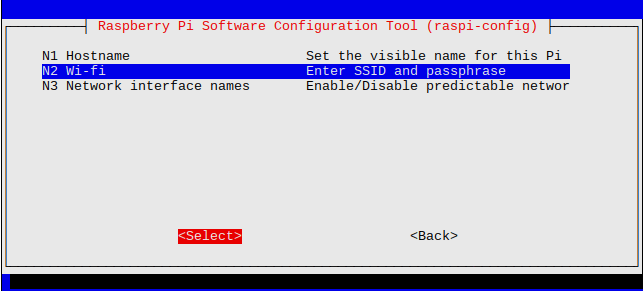 Raspberry Pi Software Configuration Tool (raspi-config)
N1 Hostname Set the visible name for this Pi
N2 Wi-fi Enter SSID and passphrase
N3 Network interface names Enable/Disable predictable networ
<Select> <Back>